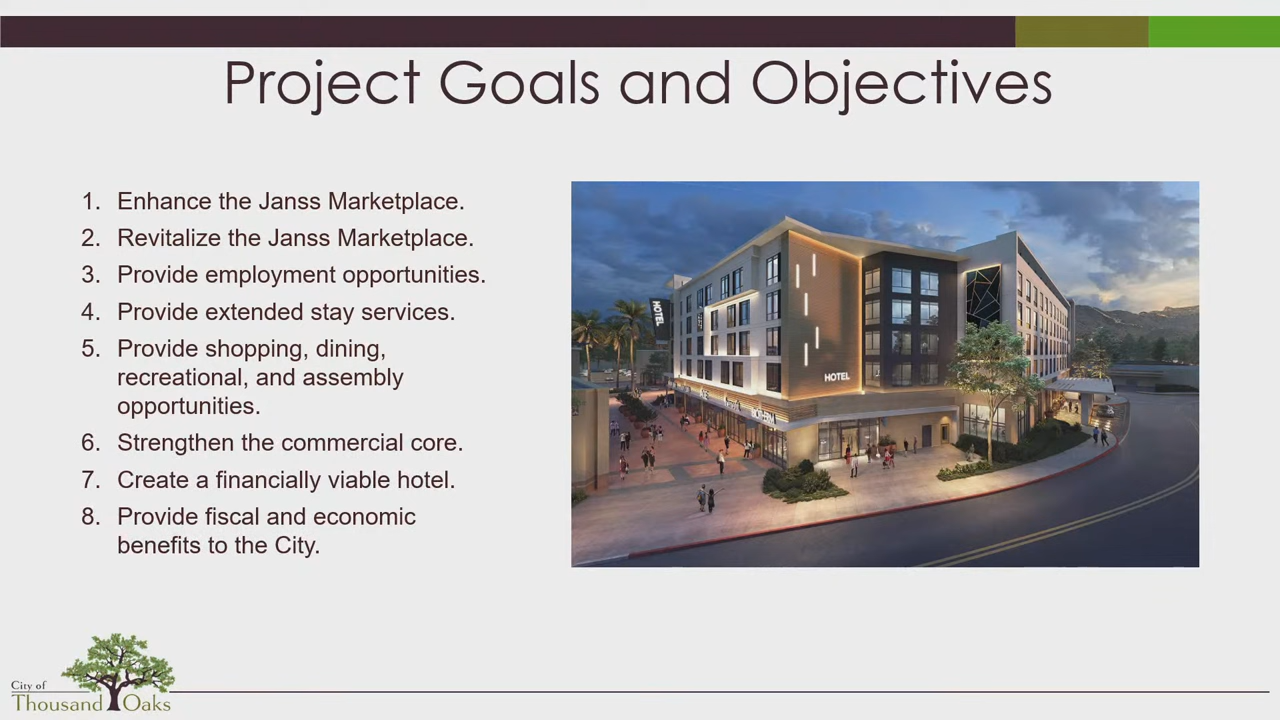 Project Goals and Objectives
1. Enhance the Janss Marketplace.
2. Revitalize the Janss Marketplace.
3. Provide employment opportunities.
4. Provide extended stay services.
5. Provide shopping, dining,
recreational, and assembly
opportunities.
6. Strengthen the commercial core.
7. Create a financially viable hotel.
8. Provide fiscal and economic
benefits to the City.
HOTEL
HOTEL
City of
Thousand Oaks